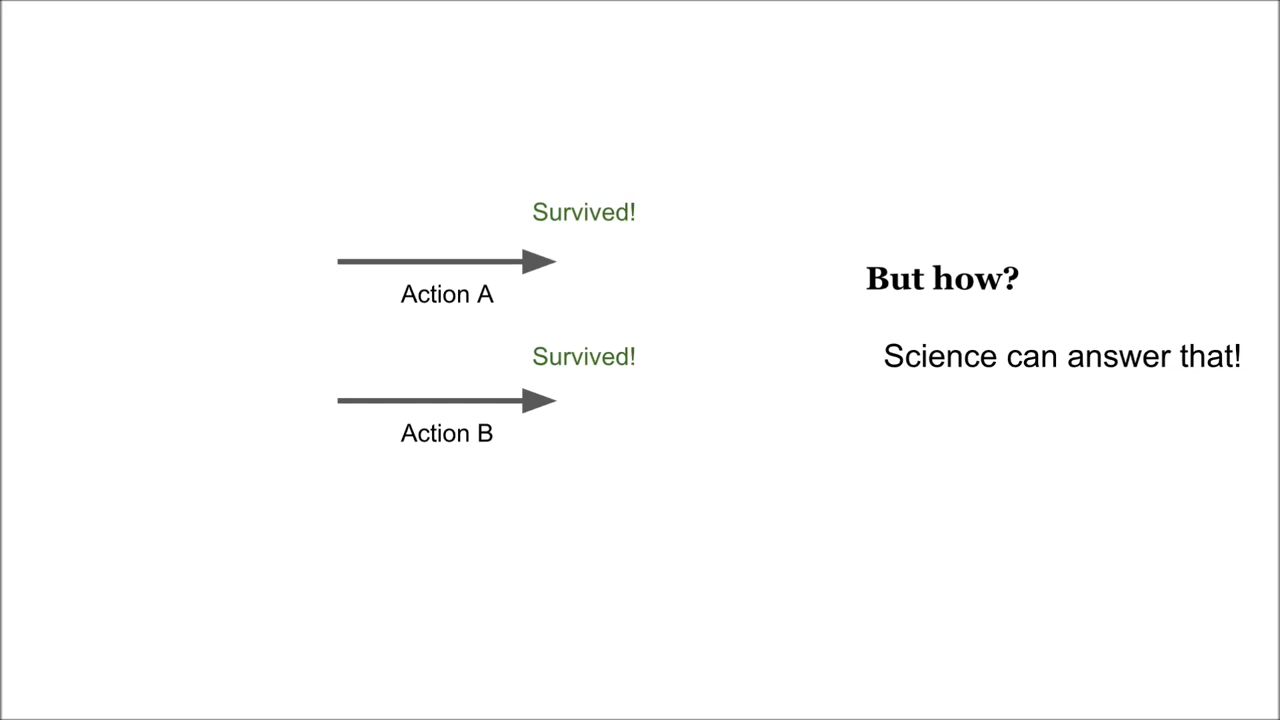 Survived!
Action A
Survived!
Action B
But how?
Science can answer that!